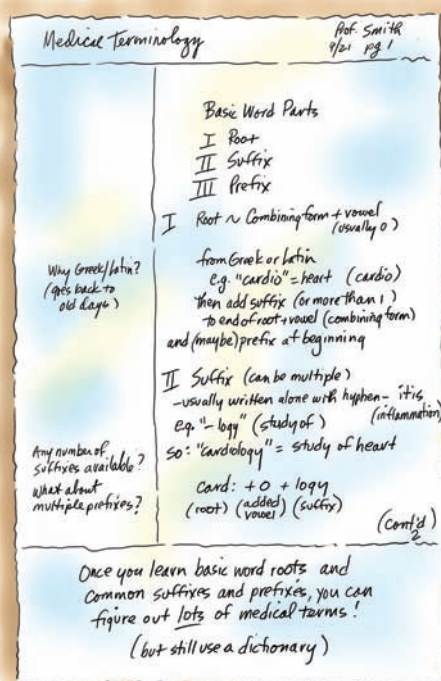 Medical Terminology
Prof. Smith
9/21 pg 1
Basic Word Parts
I Root
II Suffix
III Prefix
I Root ~ Combining form + vowel
(usually o)
Why Greek/Latin?
(goes back to
old days)
from Greek or Latin
e.g. "cardio" = heart (cardio)
then add suffix (or more than 1)
to end of root + vowel (combining form)
and (maybe) prefix at beginning
II Suffix (can be multiple)
- usually written alone with hyphen - itis
(inflammation)
e.g. "-logy" (study of)
so: "cardiology" = study of heart
Any number of
suffixes available?
What about
multiple prefixes?
card: + o + logy
(root) (added vowel) (suffix)
(cont'd)
2
Once you learn basic word roots and
common suffixes and prefixes, you can
figure out lots of medical terms!
(but still use a dictionary)